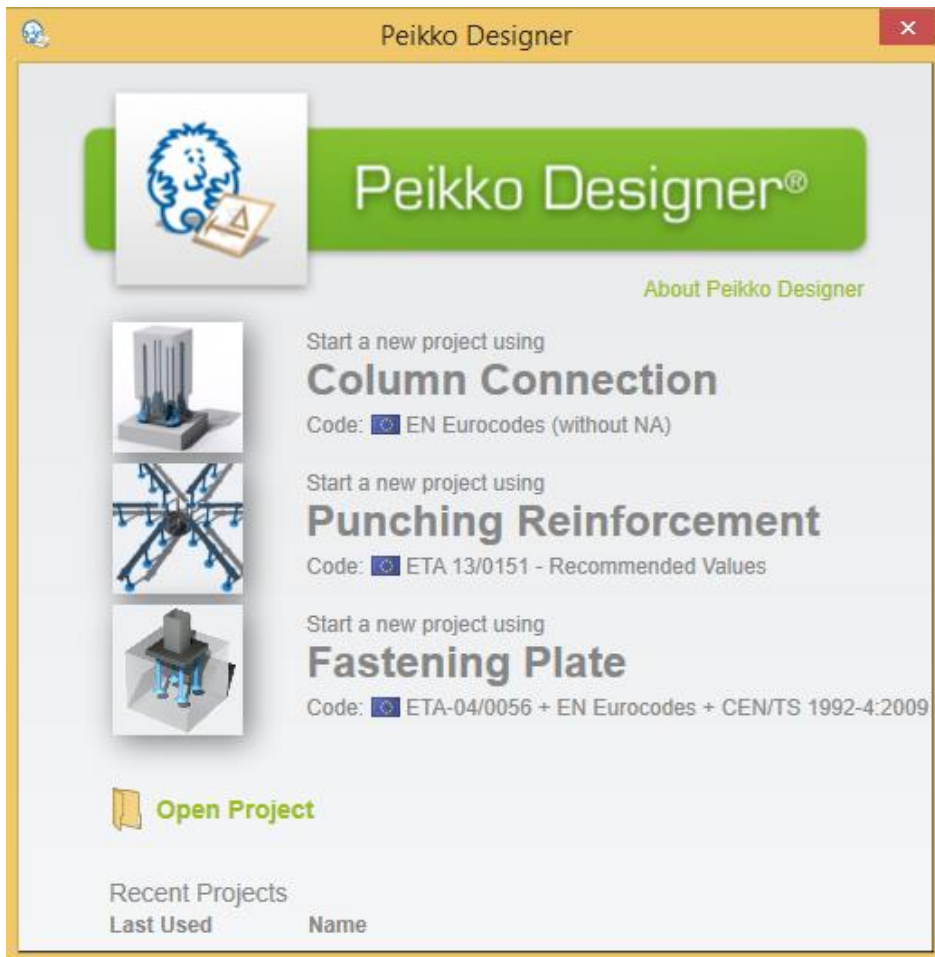 Peikko Designer
Peikko Designer®
About Peikko Designer
Start a new project using
Column Connection
Code: EN Eurocodes (without NA)
Start a new project using
Punching Reinforcement
Code: ETA 13/0151 - Recommended Values
Start a new project using
Fastening Plate
Code: ETA-04/0056 + EN Eurocodes + CEN/TS 1992-4:2009
Open Project
Recent Projects
Last Used Name